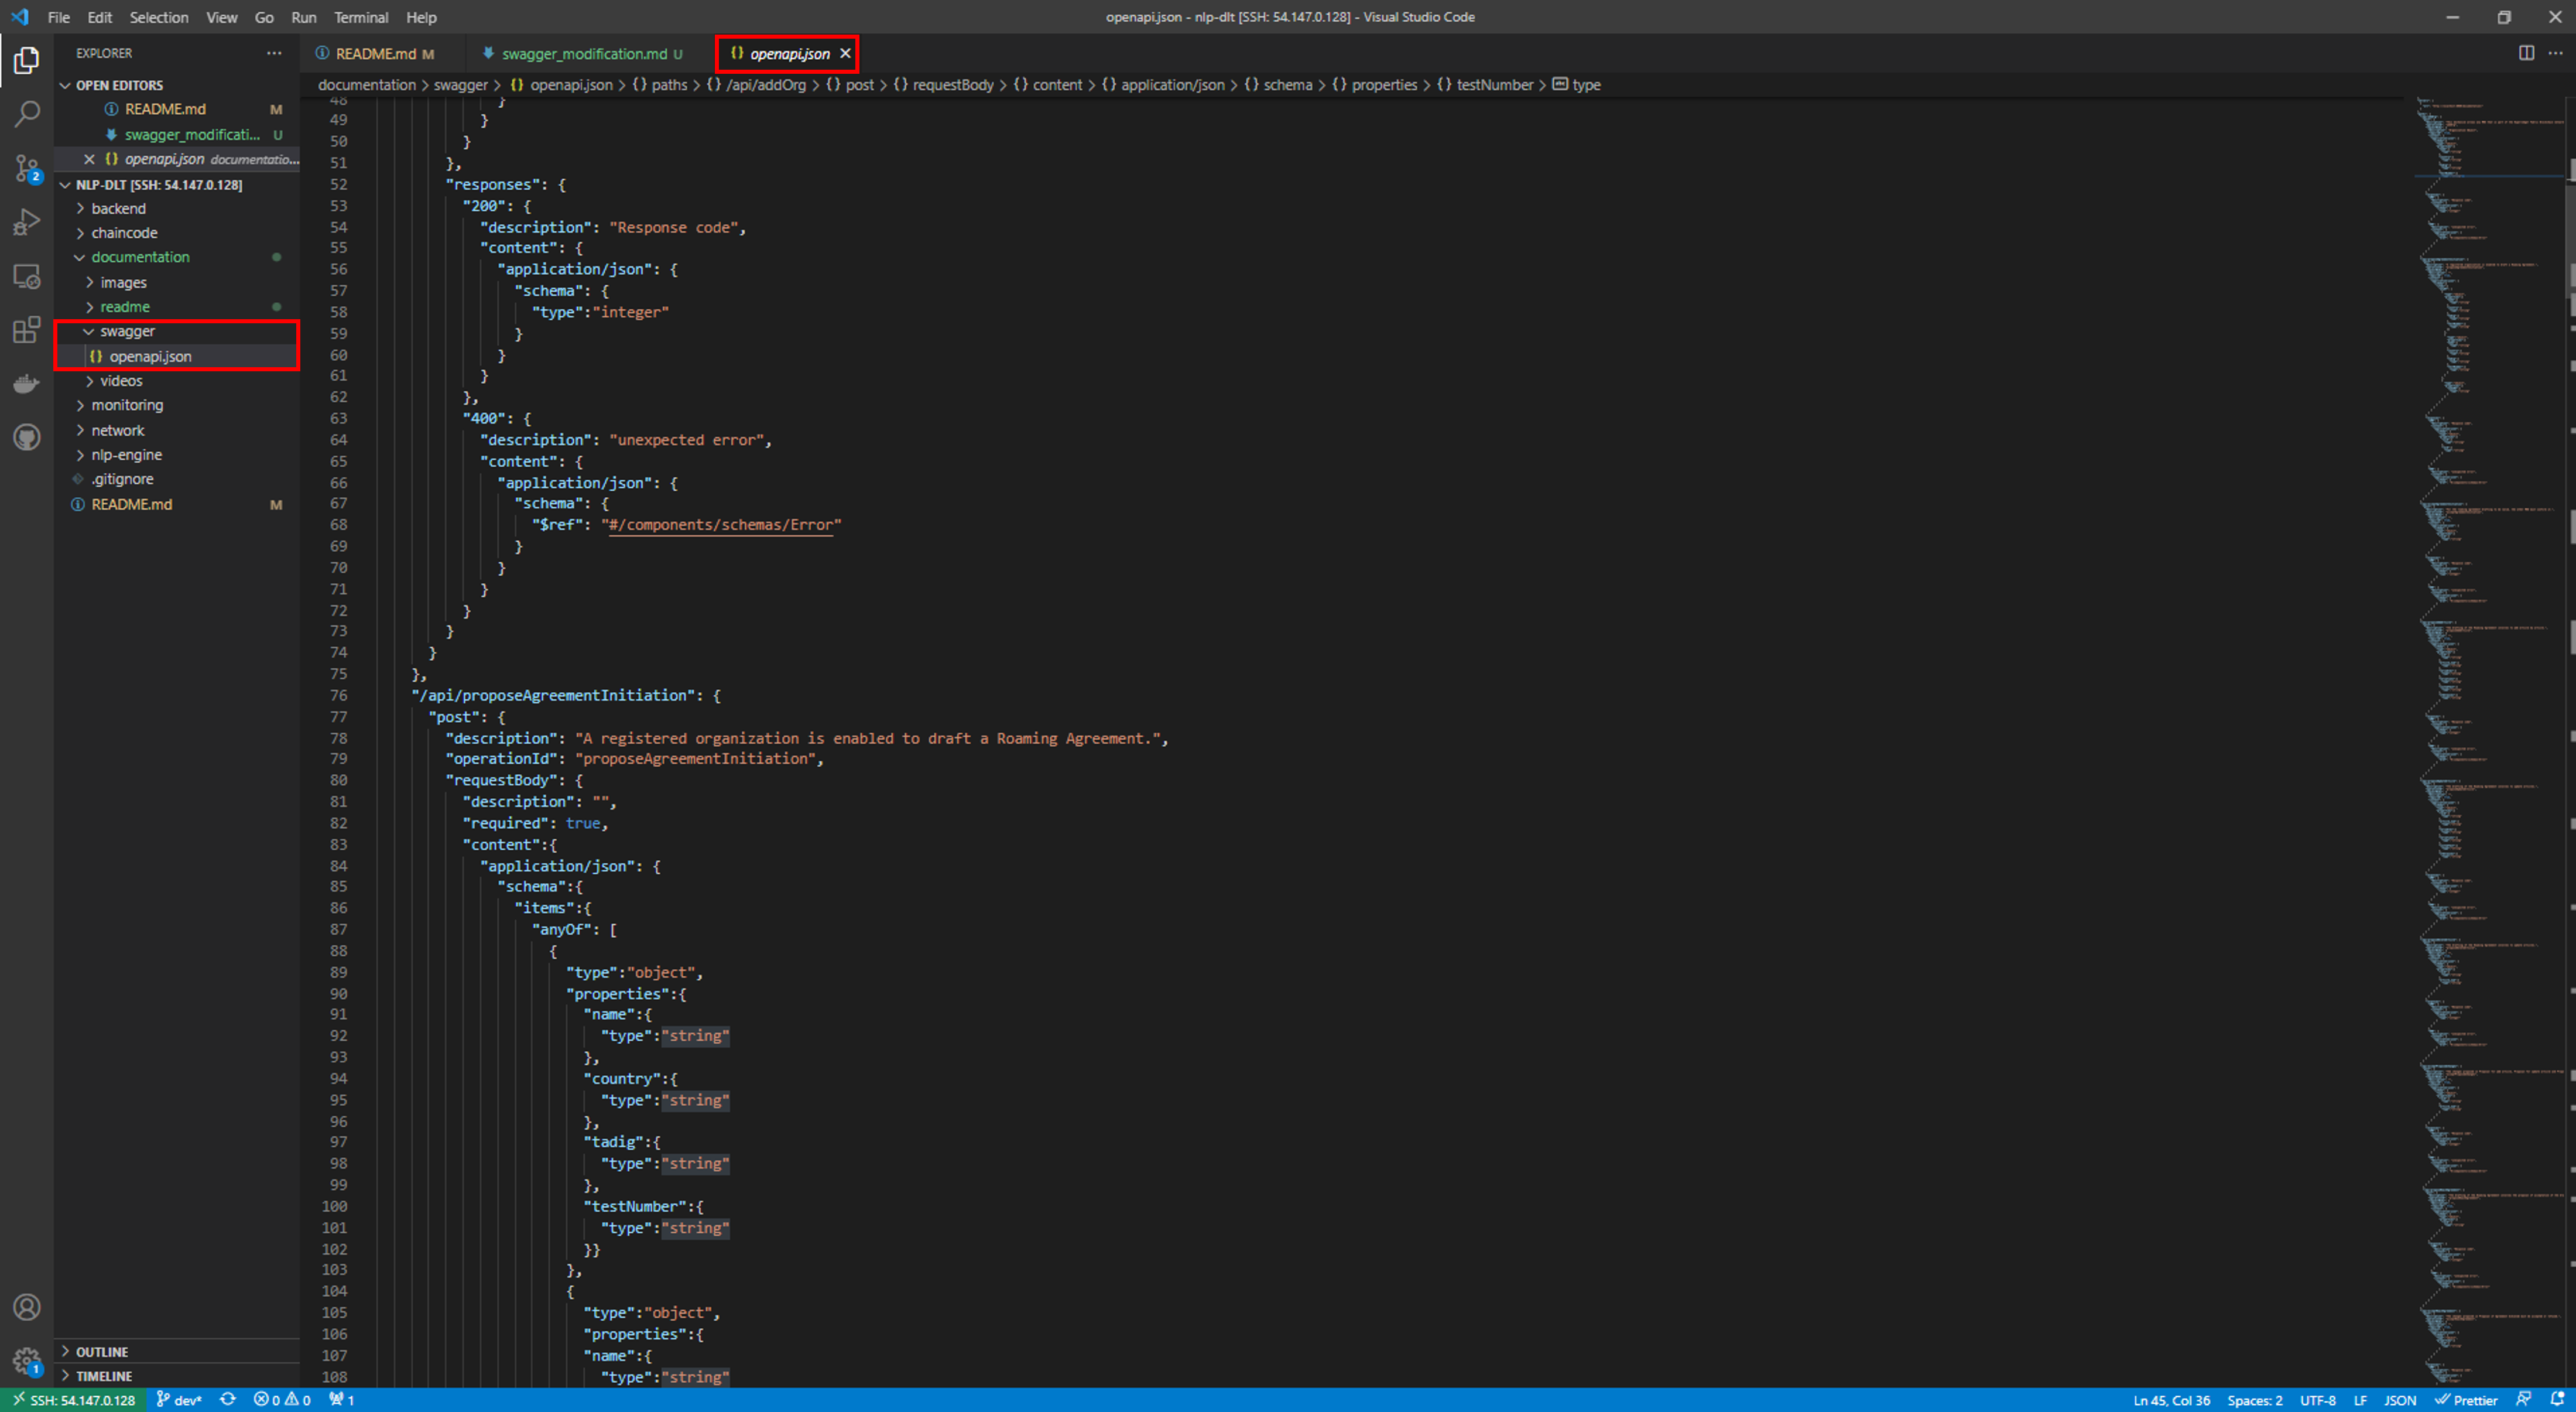 File Edit Selection View Go Run Terminal Help
openapi.json - nlp-dlt [SSH: 54.147.0.128] - Visual Studio Code
EXPLORER
README.md M
swagger_modification.md U
{} openapi.json
OPEN EDITORS
README.md M
swagger_modificati... U
{} openapi.json documentatio...
NLP-DLT [SSH: 54.147.0.128]
backend
chaincode
documentation
images
readme
swagger
{} openapi.json
videos
monitoring
network
nlp-engine
.gitignore
README.md M
OUTLINE
TIMELINE
documentation > swagger > {} openapi.json > {} paths > {} /api/addOrg > {} post > {} requestBody > {} content > {} application/json > {} schema > {} properties > {} testNumber > type
48 }
49 }
50 }
51 },
52 "responses": {
53 "200": {
54 "description": "Response code",
55 "content": {
56 "application/json": {
57 "schema": {
58 "type":"integer"
59 }
60 }
61 }
62 },
63 "400": {
64 "description": "unexpected error",
65 "content": {
66 "application/json": {
67 "schema": {
68 "$ref": "#/components/schemas/Error"
69 }
70 }
71 }
72 }
73 }
74 }
75 },
76 "/api/proposeAgreementInitiation": {
77 "post": {
78 "description": "A registered organization is enabled to draft a Roaming Agreement.",
79 "operationId": "proposeAgreementInitiation",
80 "requestBody": {
81 "description": "",
82 "required": true,
83 "content":{
84 "application/json": {
85 "schema":{
86 "items":{
87 "anyOf": [
88 {
89 "type":"object",
90 "properties":{
91 "name":{
92 "type":"string"
93 },
94 "country":{
95 "type":"string"
96 },
97 "tadig":{
98 "type":"string"
99 },
100 "testNumber":{
101 "type":"string"
102 }}
103 },
104 {
105 "type":"object",
106 "properties":{
107 "name":{
108 "type":"string"
2
1
SSH: 54.147.0.128 dev* 0 0 1
Ln 45, Col 36 Spaces: 2 UTF-8 LF JSON Prettier